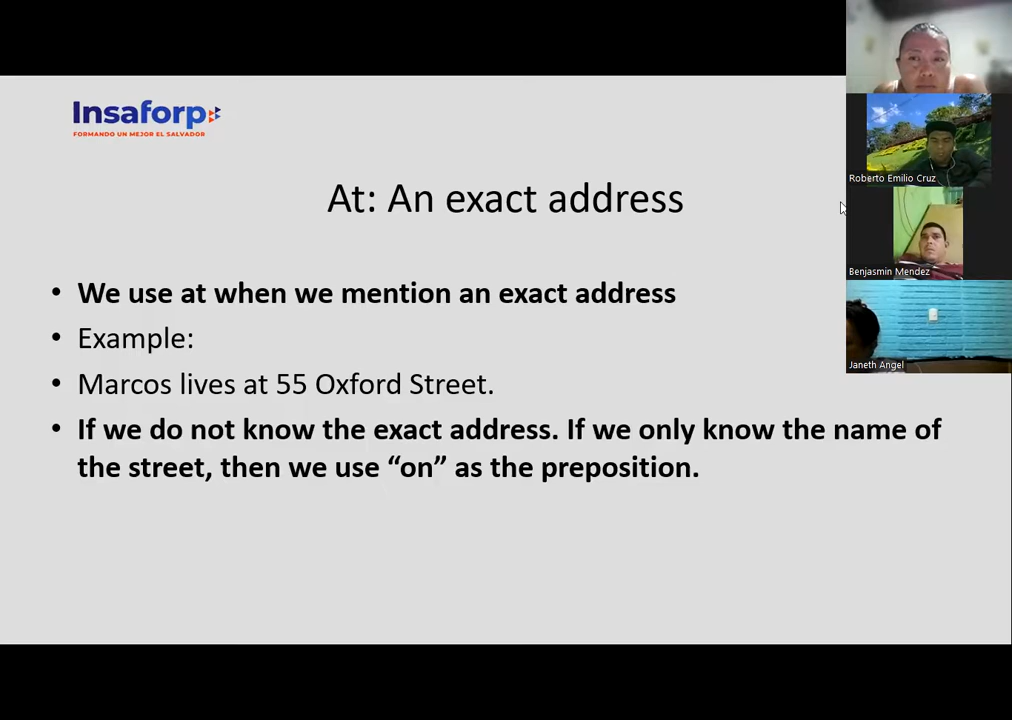 Insaforp
FORMANDO UN MEJOR EL SALVADOR
At: An exact address
• We use at when we mention an exact address
• Example:
• Marcos lives at 55 Oxford Street.
• If we do not know the exact address. If we only know the name of
the street, then we use “on” as the preposition.
Roberto Emilio Cruz
Benjasmin Mendez
Janeth Angel